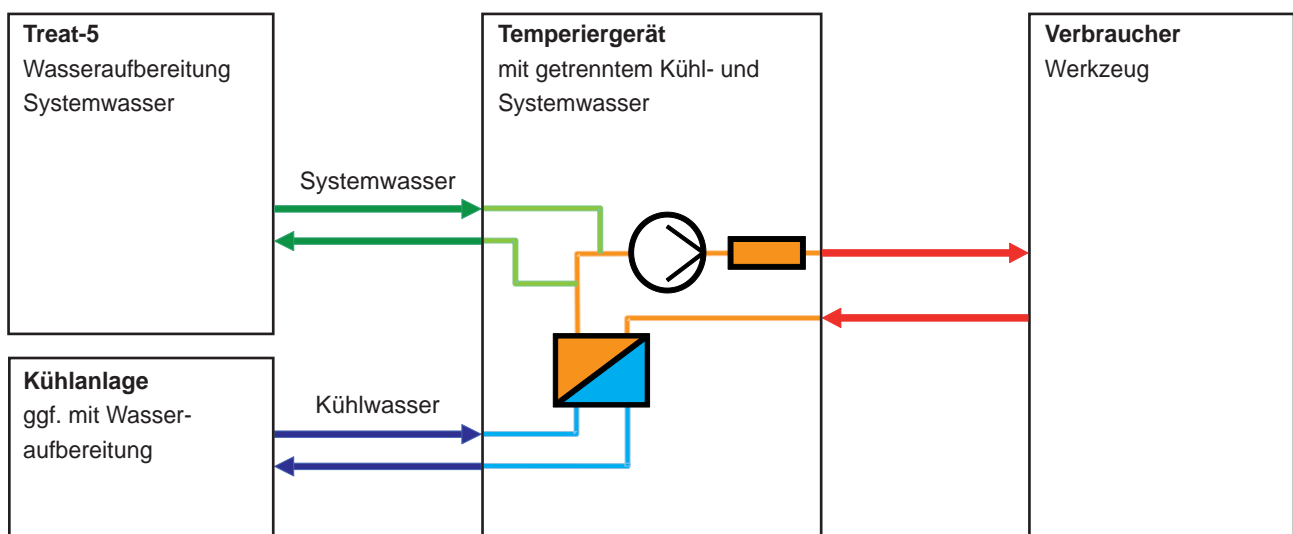 Treat-5
Wasseraufbereitung
Systemwasser
Temperiergerät
mit getrenntem Kühl- und
Systemwasser
Verbraucher
Werkzeug
Systemwasser
Kühlanlage
ggf. mit Wasser-
aufbereitung
Kühlwasser